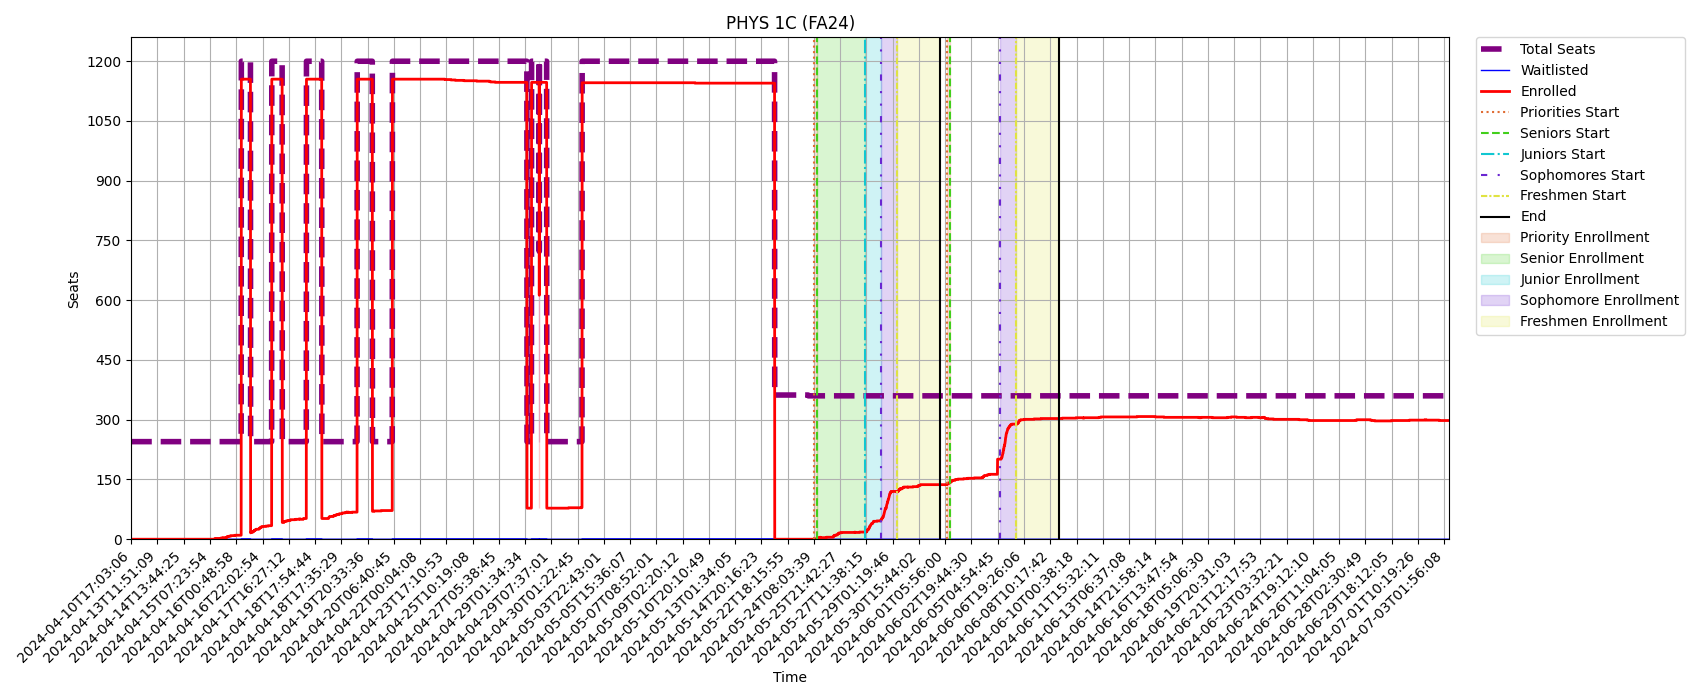 PHYS 1C (FA24)
Seats
1200
1050
900
750
600
450
300
150
0
2024-04-10T17:03:06
2024-04-13T11:51:09
2024-04-14T13:44:25
2024-04-15T07:23:54
2024-04-16T00:48:58
2024-04-16T22:02:54
2024-04-17T16:27:12
2024-04-18T17:54:44
2024-04-18T17:35:29
2024-04-19T20:33:36
2024-04-20T06:40:45
2024-04-22T00:04:08
2024-04-23T17:10:53
2024-04-25T10:19:08
2024-04-27T05:38:45
2024-04-29T00:34:34
2024-04-29T07:37:01
2024-04-30T01:22:45
2024-05-03T22:43:01
2024-05-05T15:36:07
2024-05-07T08:52:01
2024-05-09T02:20:12
2024-05-10T20:10:49
2024-05-13T01:34:05
2024-05-14T20:16:23
2024-05-22T18:15:55
2024-05-24T08:03:39
2024-05-25T21:42:27
2024-05-27T11:38:15
2024-05-29T01:19:46
2024-05-30T15:44:02
2024-06-01T05:56:00
2024-06-02T19:44:30
2024-06-05T04:54:45
2024-06-06T19:26:08
2024-06-08T10:17:42
2024-06-10T00:38:18
2024-06-11T15:32:11
2024-06-13T06:37:08
2024-06-14T21:58:14
2024-06-16T13:47:54
2024-06-18T05:06:30
2024-06-19T20:31:03
2024-06-21T12:17:53
2024-06-23T03:32:21
2024-06-24T19:12:10
2024-06-26T11:04:05
2024-06-28T02:30:49
2024-06-29T18:12:05
2024-07-01T10:19:26
2024-07-03T01:56:08
Time
Total Seats
Waitlisted
Enrolled
Priorities Start
Seniors Start
Juniors Start
Sophomores Start
Freshmen Start
End
Priority Enrollment
Senior Enrollment
Junior Enrollment
Sophomore Enrollment
Freshmen Enrollment